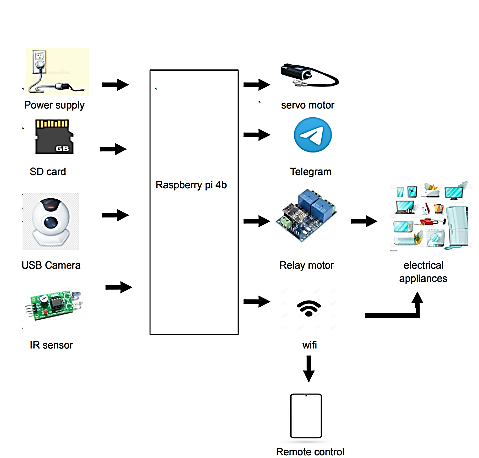 Power supply
servo motor
GB
SD card
Telegram
Raspberry pi 4b
USB Camera
Relay motor
electrical
appliances
IR sensor
wifi
Remote control